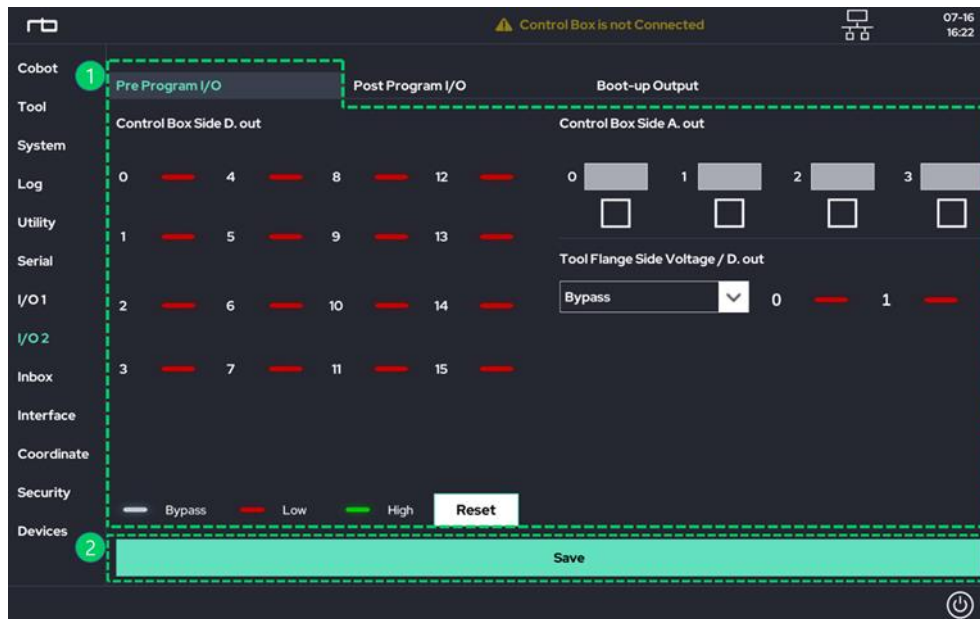 rb
Control Box is not Connected
07-16
16:22
Cobot
Tool
System
Log
Utility
Serial
I/O 1
I/O 2
Inbox
Interface
Coordinate
Security
Devices
1
Pre Program I/O
Post Program I/O
Boot-up Output
Control Box Side D. out
0 4 8 12
1 5 9 13
2 6 10 14
3 7 11 15
Bypass Low High Reset
Control Box Side A. out
0 1 2 3
Tool Flange Side Voltage / D. out
Bypass 0 1
2
Save